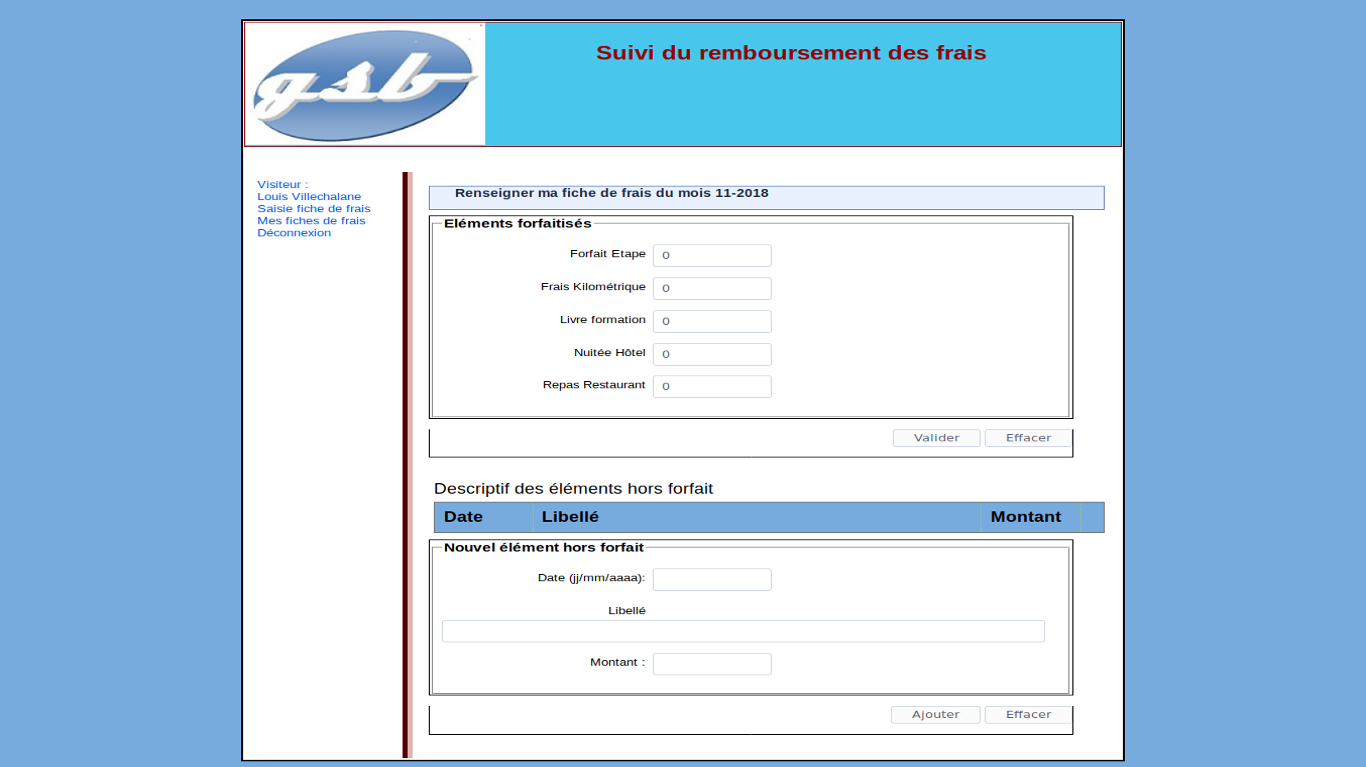 gsb
Suivi du remboursement des frais
Visiteur :
Louis Villechalane
Saisie fiche de frais
Mes fiches de frais
Déconnexion
Renseigner ma fiche de frais du mois 11-2018
Eléments forfaitisés
Forfait Etape 0
Frais Kilométrique 0
Livre formation 0
Nuitée Hôtel 0
Repas Restaurant 0
Valider Effacer
Descriptif des éléments hors forfait
Date Libellé Montant
Nouvel élément hors forfait
Date (jj/mm/aaaa):
Libellé
Montant :
Ajouter Effacer